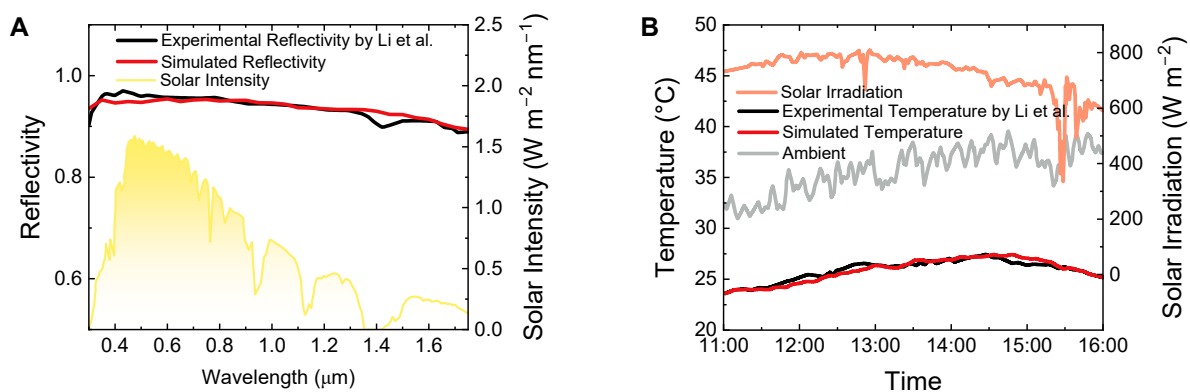 A
Experimental Reflectivity by Li et al.
Simulated Reflectivity
Solar Intensity
Reflectivity
1.0
0.8
0.6
2.5
2.0
1.5
1.0
0.5
0.0
Solar Intensity (W m⁻² nm⁻¹)
0.4 0.6 0.8 1.0 1.2 1.4 1.6
Wavelength (μm)
B
Solar Irradiation
Experimental Temperature by Li et al.
Simulated Temperature
Ambient
Temperature (°C)
50
45
40
35
30
25
20
800
600
400
200
0
Solar Irradiation (W m⁻²)
11:00 12:00 13:00 14:00 15:00 16:00
Time